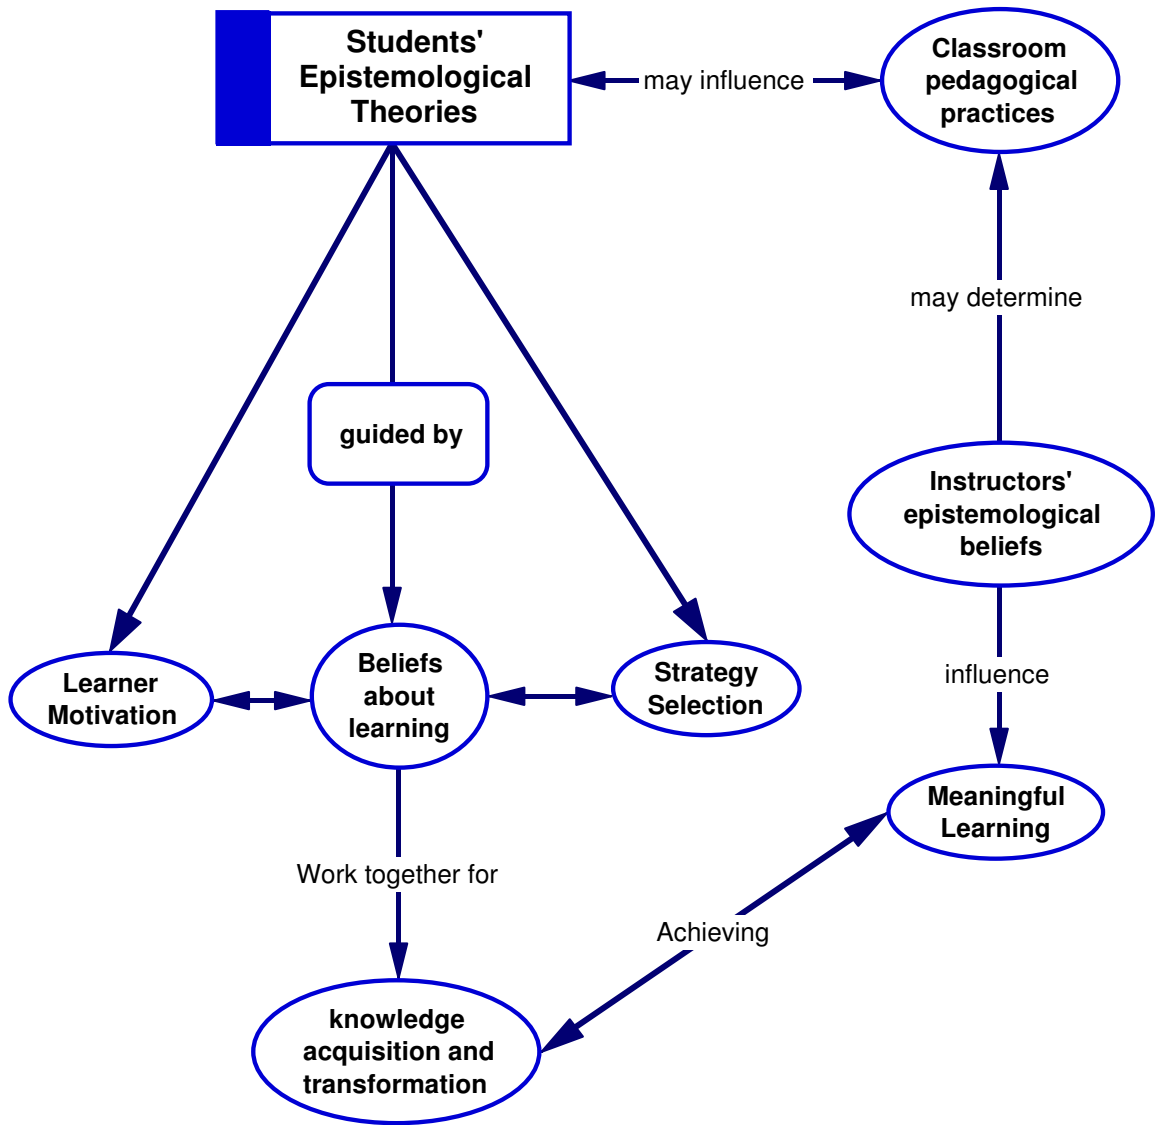 Students'
Epistemological
Theories
may influence
Classroom
pedagogical
practices
may determine
guided by
Instructors'
epistemological
beliefs
influence
Learner
Motivation
Beliefs
about
learning
Strategy
Selection
Meaningful
Learning
Work together for
Achieving
knowledge
acquisition and
transformation